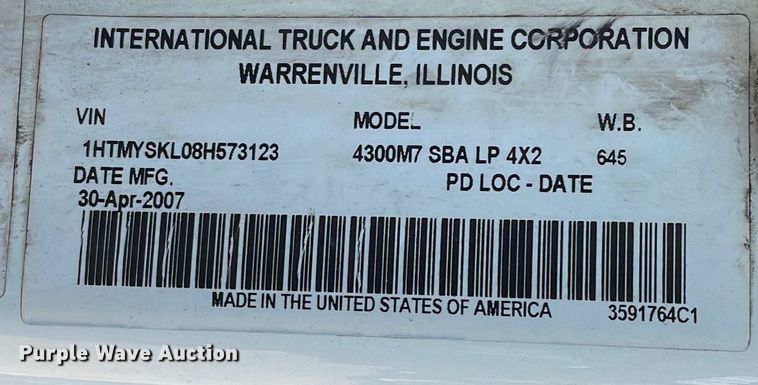 INTERNATIONAL TRUCK AND ENGINE CORPORATION
WARRENVILLE, ILLINOIS
VIN MODEL W.B.
1HTMYSKL08H573123 4300M7 SBA LP 4X2 645
DATE MFG. PD LOC - DATE
30-Apr-2007
MADE IN THE UNITED STATES OF AMERICA 3591764C1
Purple Wave Auction